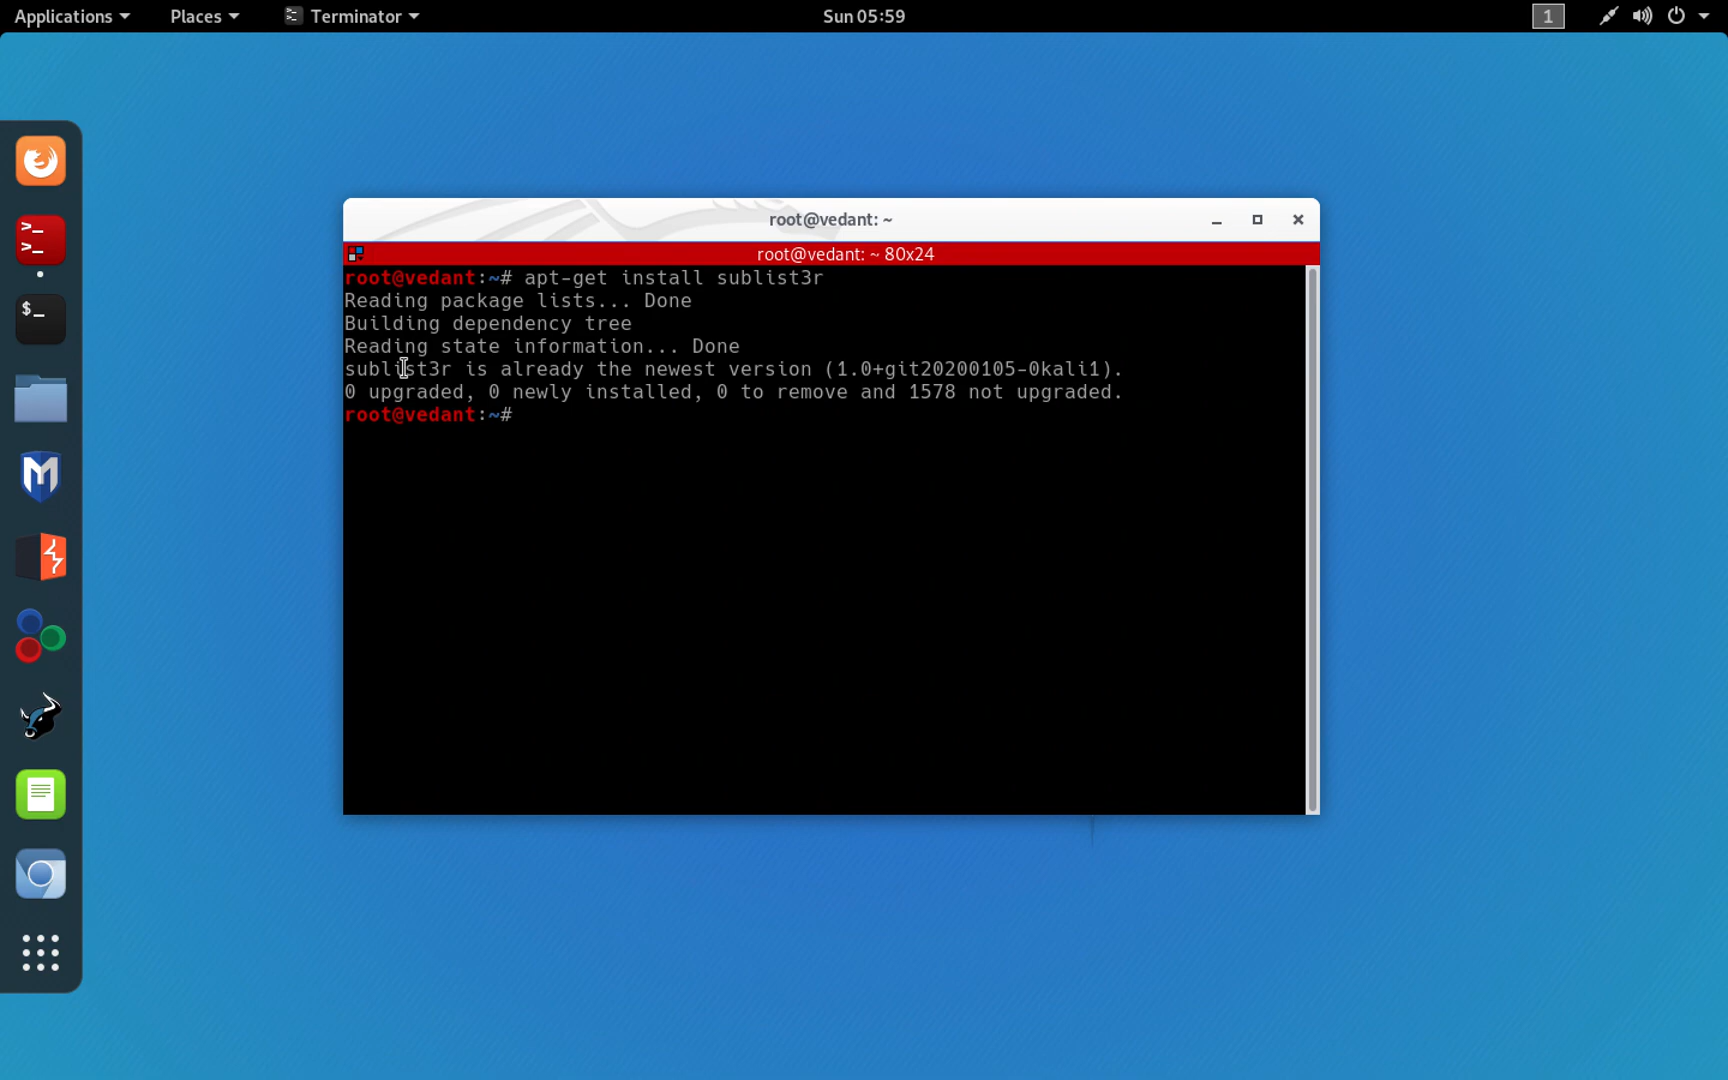 Applications Places Terminator Sun 05:59 1
root@vedant: ~
root@vedant: ~ 80x24
root@vedant:~# apt-get install sublist3r
Reading package lists... Done
Building dependency tree
Reading state information... Done
sublist3r is already the newest version (1.0+git20200105-0kali1).
0 upgraded, 0 newly installed, 0 to remove and 1578 not upgraded.
root@vedant:~#